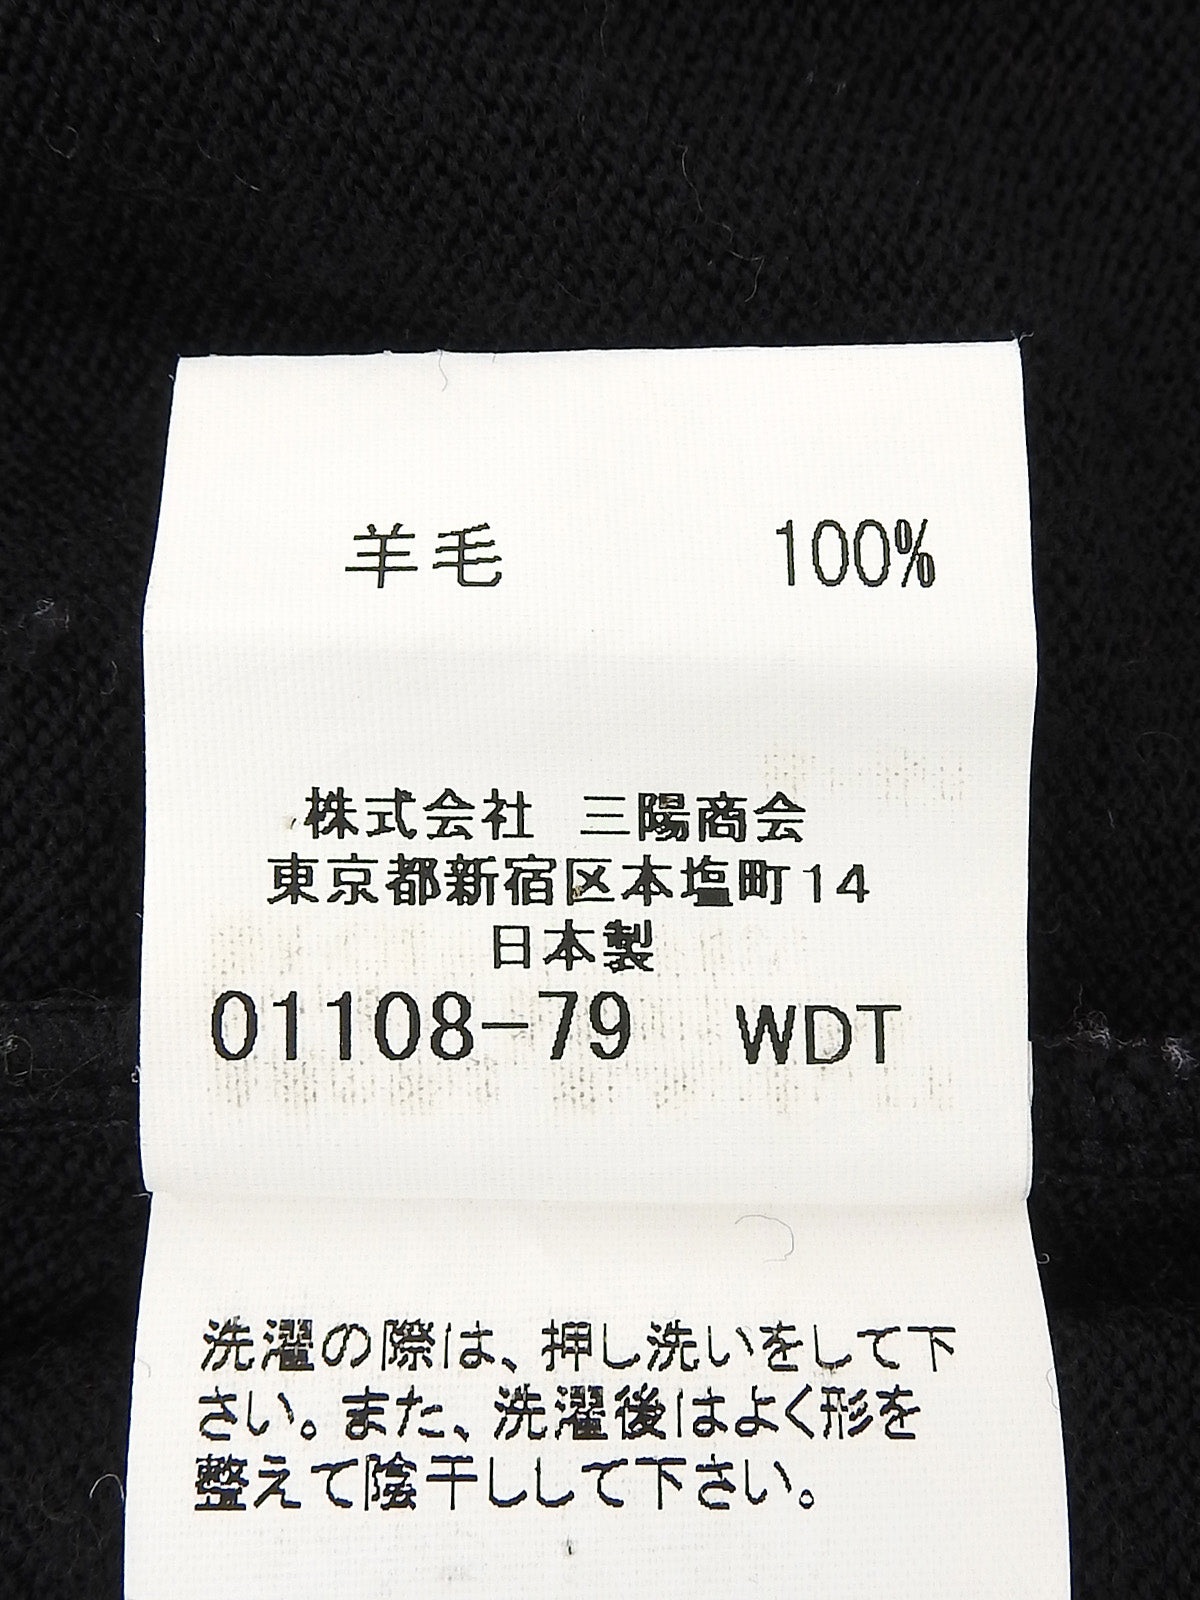 羊毛 100%
株式会社 三陽商会
東京都新宿区本塩町14
日本製
01108-79 WDT
洗濯の際は、押し洗いをして下
さい。また、洗濯後はよく形を
整えて陰干しして下さい。